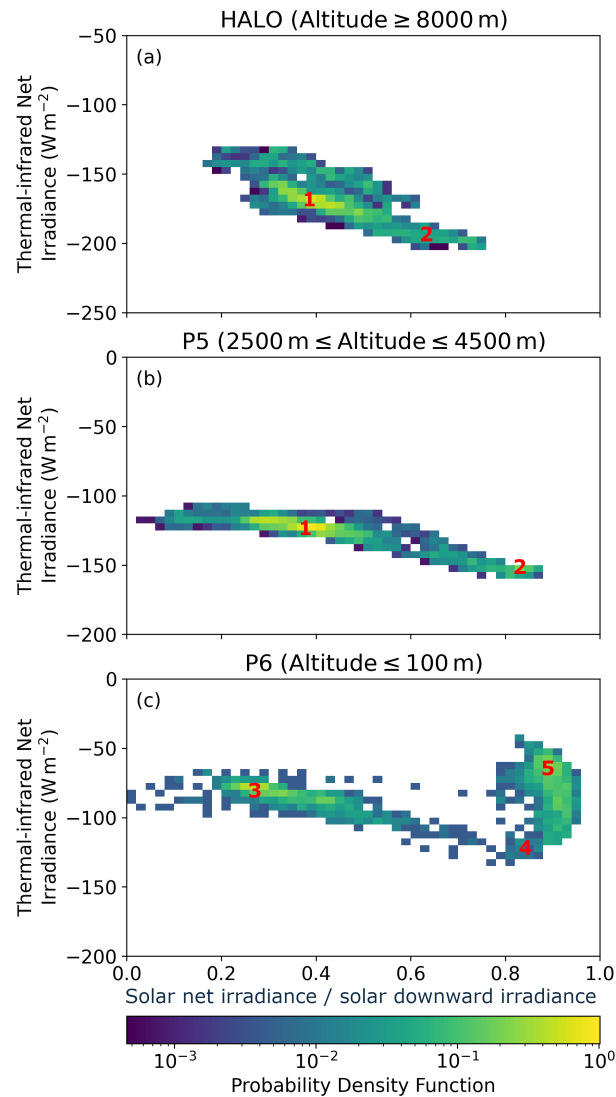 HALO (Altitude ≥ 8000 m)
(a)
−50
−100
−150
−200
−250
Thermal-infrared Net
Irradiance (W m⁻²)
1
2
P5 (2500 m ≤ Altitude ≤ 4500 m)
(b)
0
−50
−100
−150
−200
Thermal-infrared Net
Irradiance (W m⁻²)
1
2
P6 (Altitude ≤ 100 m)
(c)
0
−50
−100
−150
−200
Thermal-infrared Net
Irradiance (W m⁻²)
5
3
4
0.0 0.2 0.4 0.6 0.8 1.0
Solar net irradiance / solar downward irradiance
10⁻³ 10⁻² 10⁻¹ 10⁰
Probability Density Function